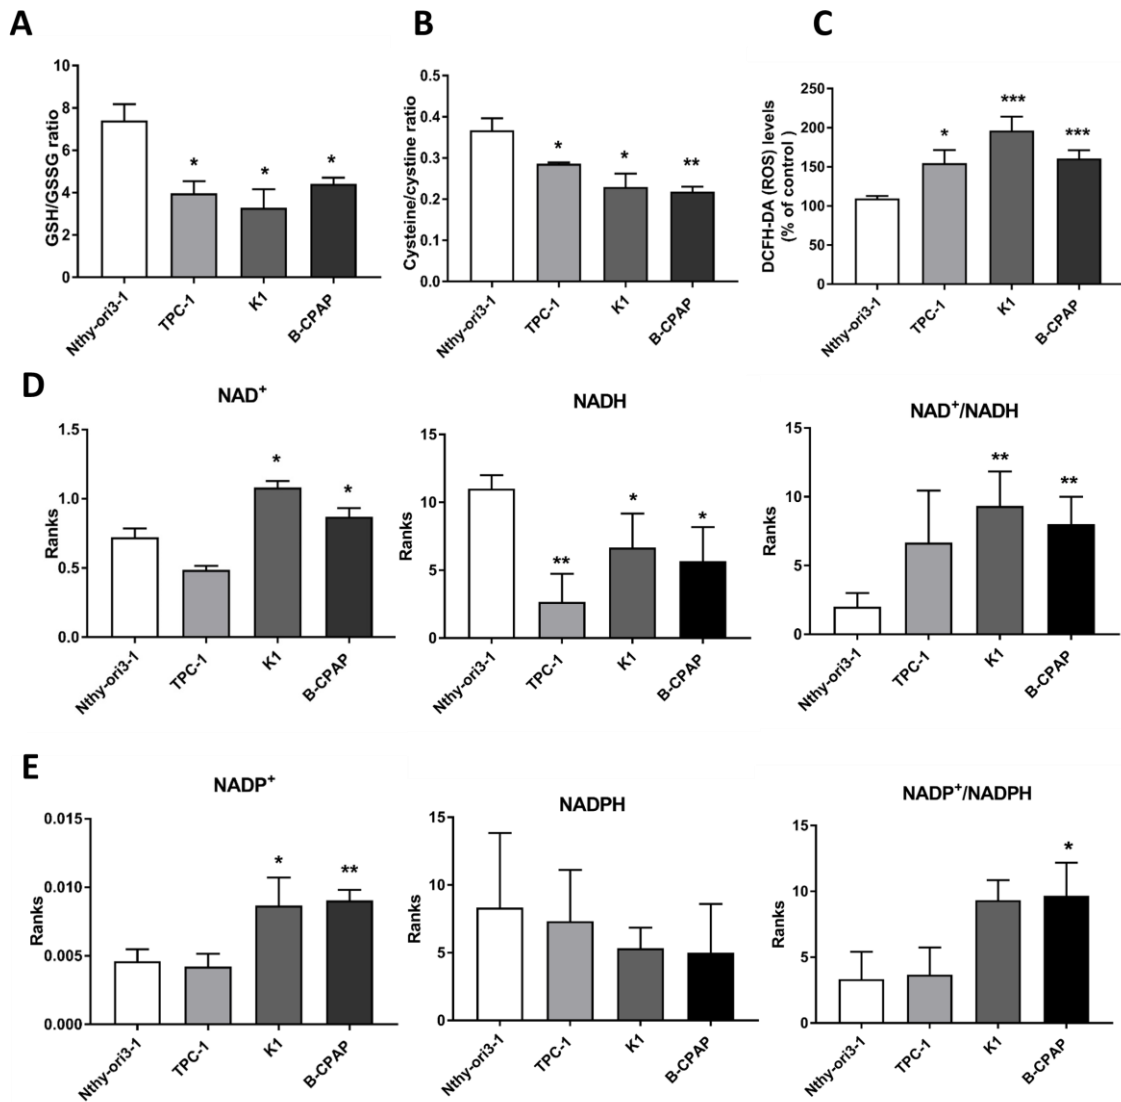 A
GSH/GSSG ratio
10
8
6
4
2
0
*
*
*
Nthy-ori3-1
TPC-1
K1
B-CPAP
B
Cysteine/cystine ratio
0.5
0.4
0.3
0.2
0.1
0.0
*
*
**
Nthy-ori3-1
TPC-1
K1
B-CPAP
C
DCFH-DA (ROS) levels
(% of control )
250
200
150
100
50
0
*
***
***
Nthy-ori3-1
TPC-1
K1
B-CPAP
D
NAD+
Ranks
1.5
1.0
0.5
0.0
*
*
Nthy-ori3-1
TPC-1
K1
B-CPAP
NADH
Ranks
15
10
5
0
**
*
*
Nthy-ori3-1
TPC-1
K1
B-CPAP
NAD+/NADH
Ranks
15
10
5
0
**
**
Nthy-ori3-1
TPC-1
K1
B-CPAP
E
NADP+
Ranks
0.015
0.010
0.005
0.000
*
**
Nthy-ori3-1
TPC-1
K1
B-CPAP
NADPH
Ranks
15
10
5
0
Nthy-ori3-1
TPC-1
K1
B-CPAP
NADP+/NADPH
Ranks
15
10
5
0
*
Nthy-ori3-1
TPC-1
K1
B-CPAP